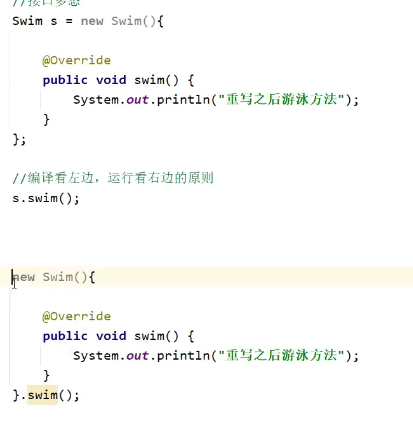 //接口多态
Swim s = new Swim(){
@Override
public void swim() {
System.out.println("重写之后游泳方法");
}
};
//编译看左边，运行看右边的原则
s.swim();
new Swim(){
@Override
public void swim() {
System.out.println("重写之后游泳方法");
}
}.swim();